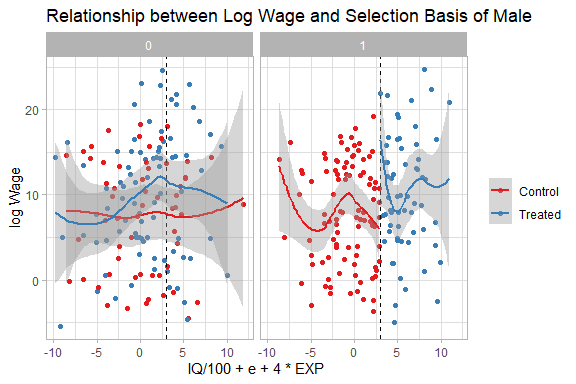 Relationship between Log Wage and Selection Basis of Male
0 1
20
10
0
log Wage
-10 -5 0 5 10 -10 -5 0 5 10
IQ/100 + e + 4 * EXP
Control
Treated